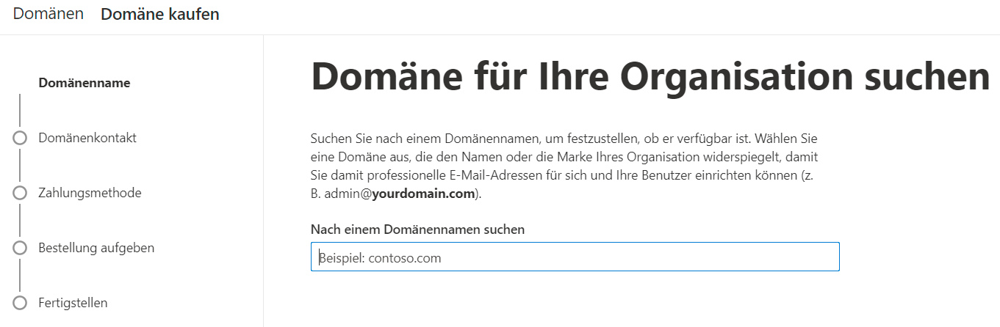 Domänen Domäne kaufen
Domänenname
Domänenkontakt
Zahlungsmethode
Bestellung aufgeben
Fertigstellen
Domäne für Ihre Organisation suchen
Suchen Sie nach einem Domänennamen, um festzustellen, ob er verfügbar ist. Wählen Sie
eine Domäne aus, die den Namen oder die Marke Ihres Organisation widerspiegelt, damit
Sie damit professionelle E-Mail-Adressen für sich und Ihre Benutzer einrichten können (z.
B. admin@yourdomain.com).
Nach einem Domänennamen suchen
Beispiel: contoso.com